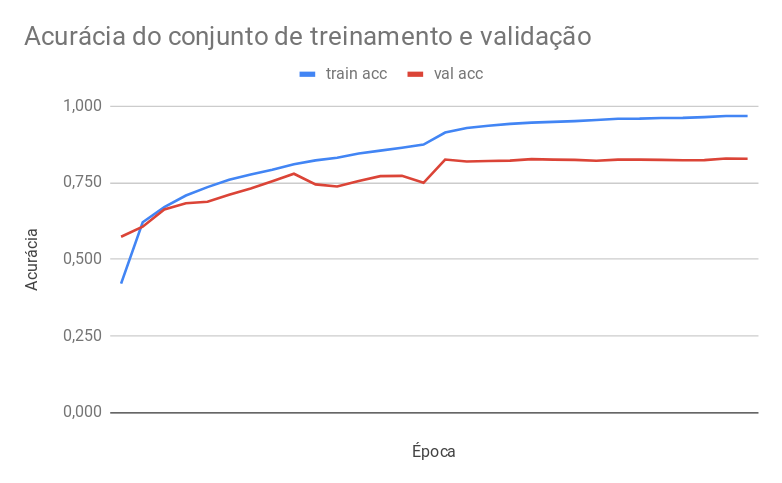 Acurácia do conjunto de treinamento e validação
train acc val acc
1,000
0,750
0,500
0,250
0,000
Acurácia
Época